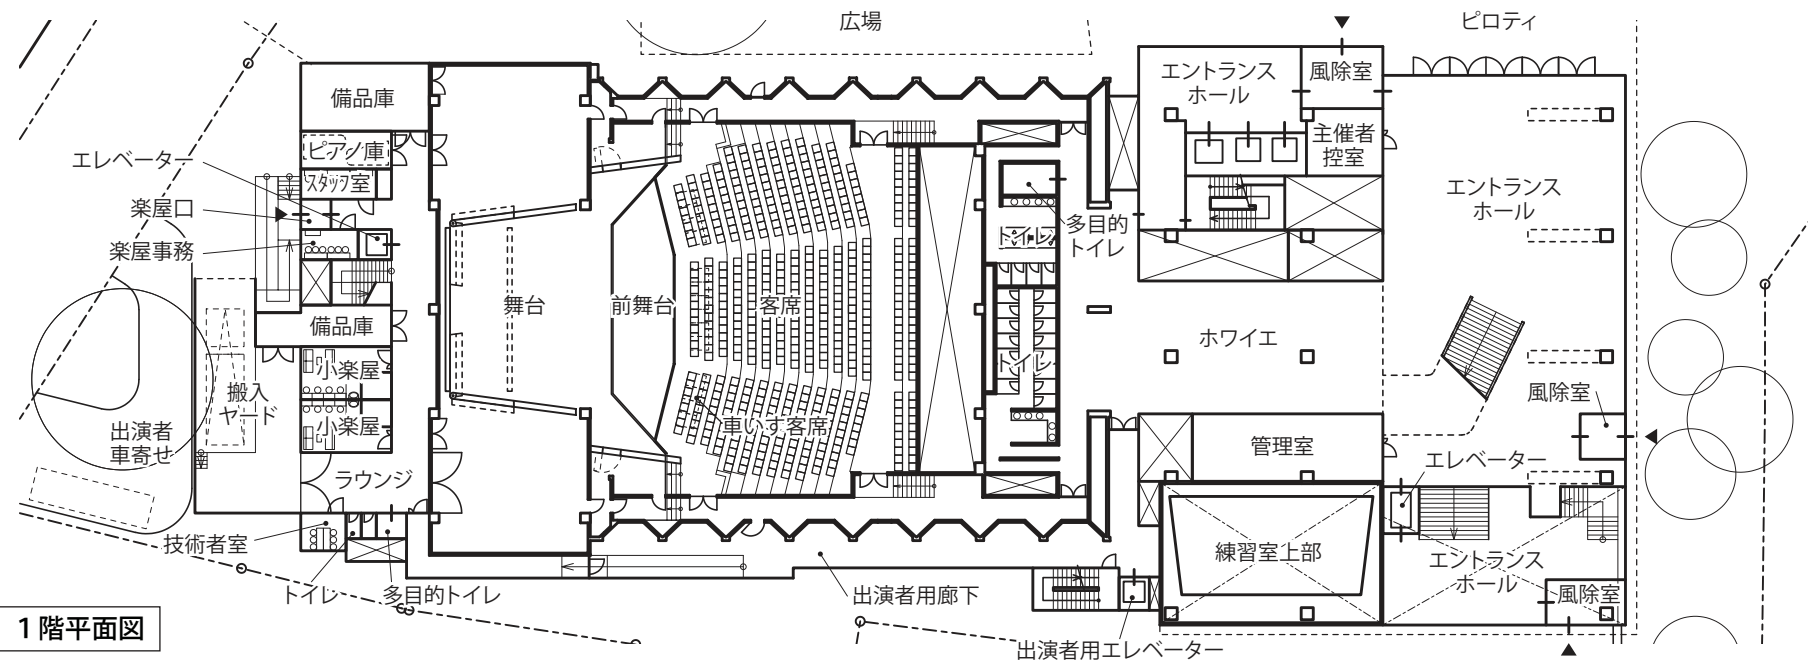 広場
ピロティ
エントランス
ホール
風除室
備品庫
主催者
控室
ピアノ庫
エレベーター
スタッフ室
エントランス
ホール
楽屋口
多目的
トイレ
トイレ
楽屋事務
舞台
前舞台
客席
備品庫
ホワイエ
トイレ
小楽屋
搬入
ヤード
風除室
小楽屋
車いす客席
出演者
車寄せ
管理室
エレベーター
ラウンジ
技術者室
練習室上部
エントランス
ホール
トイレ
多目的トイレ
出演者用廊下
風除室
1階平面図
出演者用エレベーター